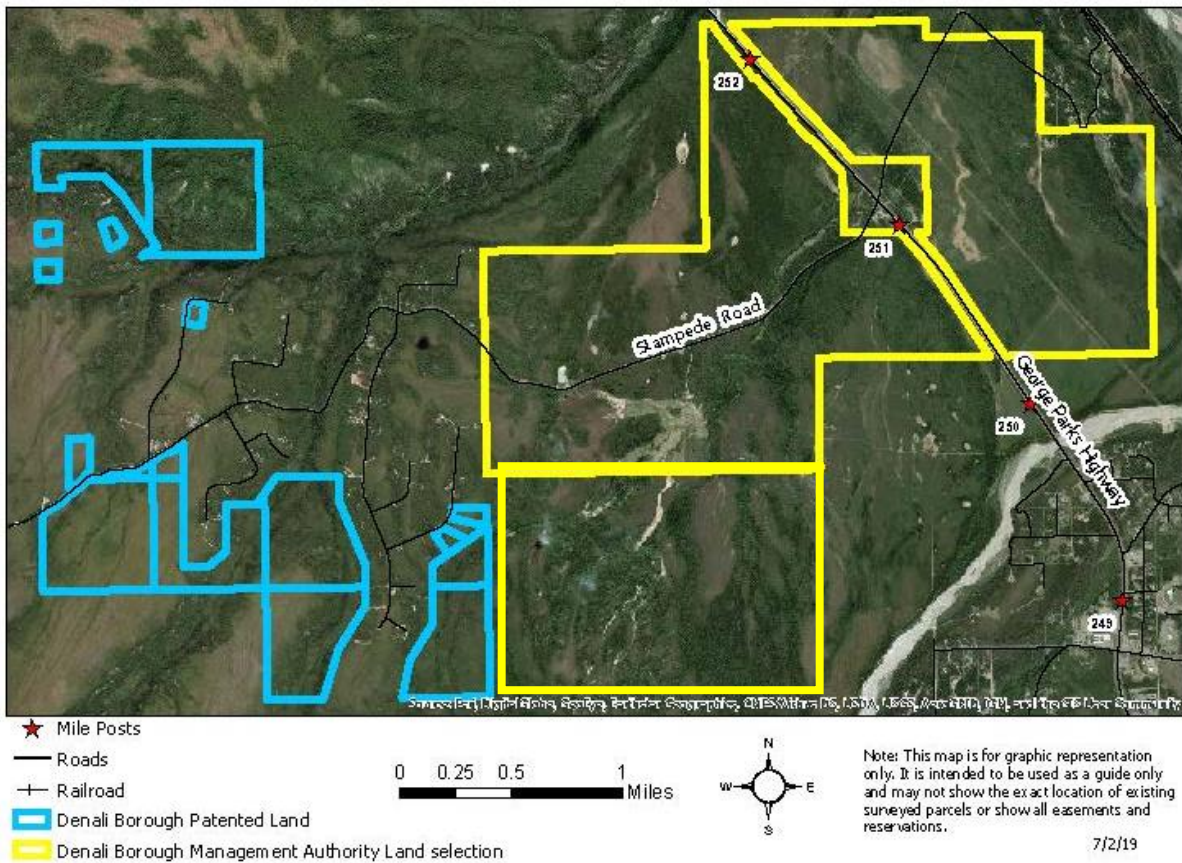 252
251
Stampede Road
George Parks Highway
250
249
Mile Posts
Roads
Railroad
Denali Borough Patented Land
Denali Borough Management Authority Land selection
0 0.25 0.5 1
Miles
N
W E
S
Note: This map is for graphic representation
only. It is intended to be used as a guide only
and may not show the exact location of existing
surveyed parcels or show all easements and
reservations.
7/2/19